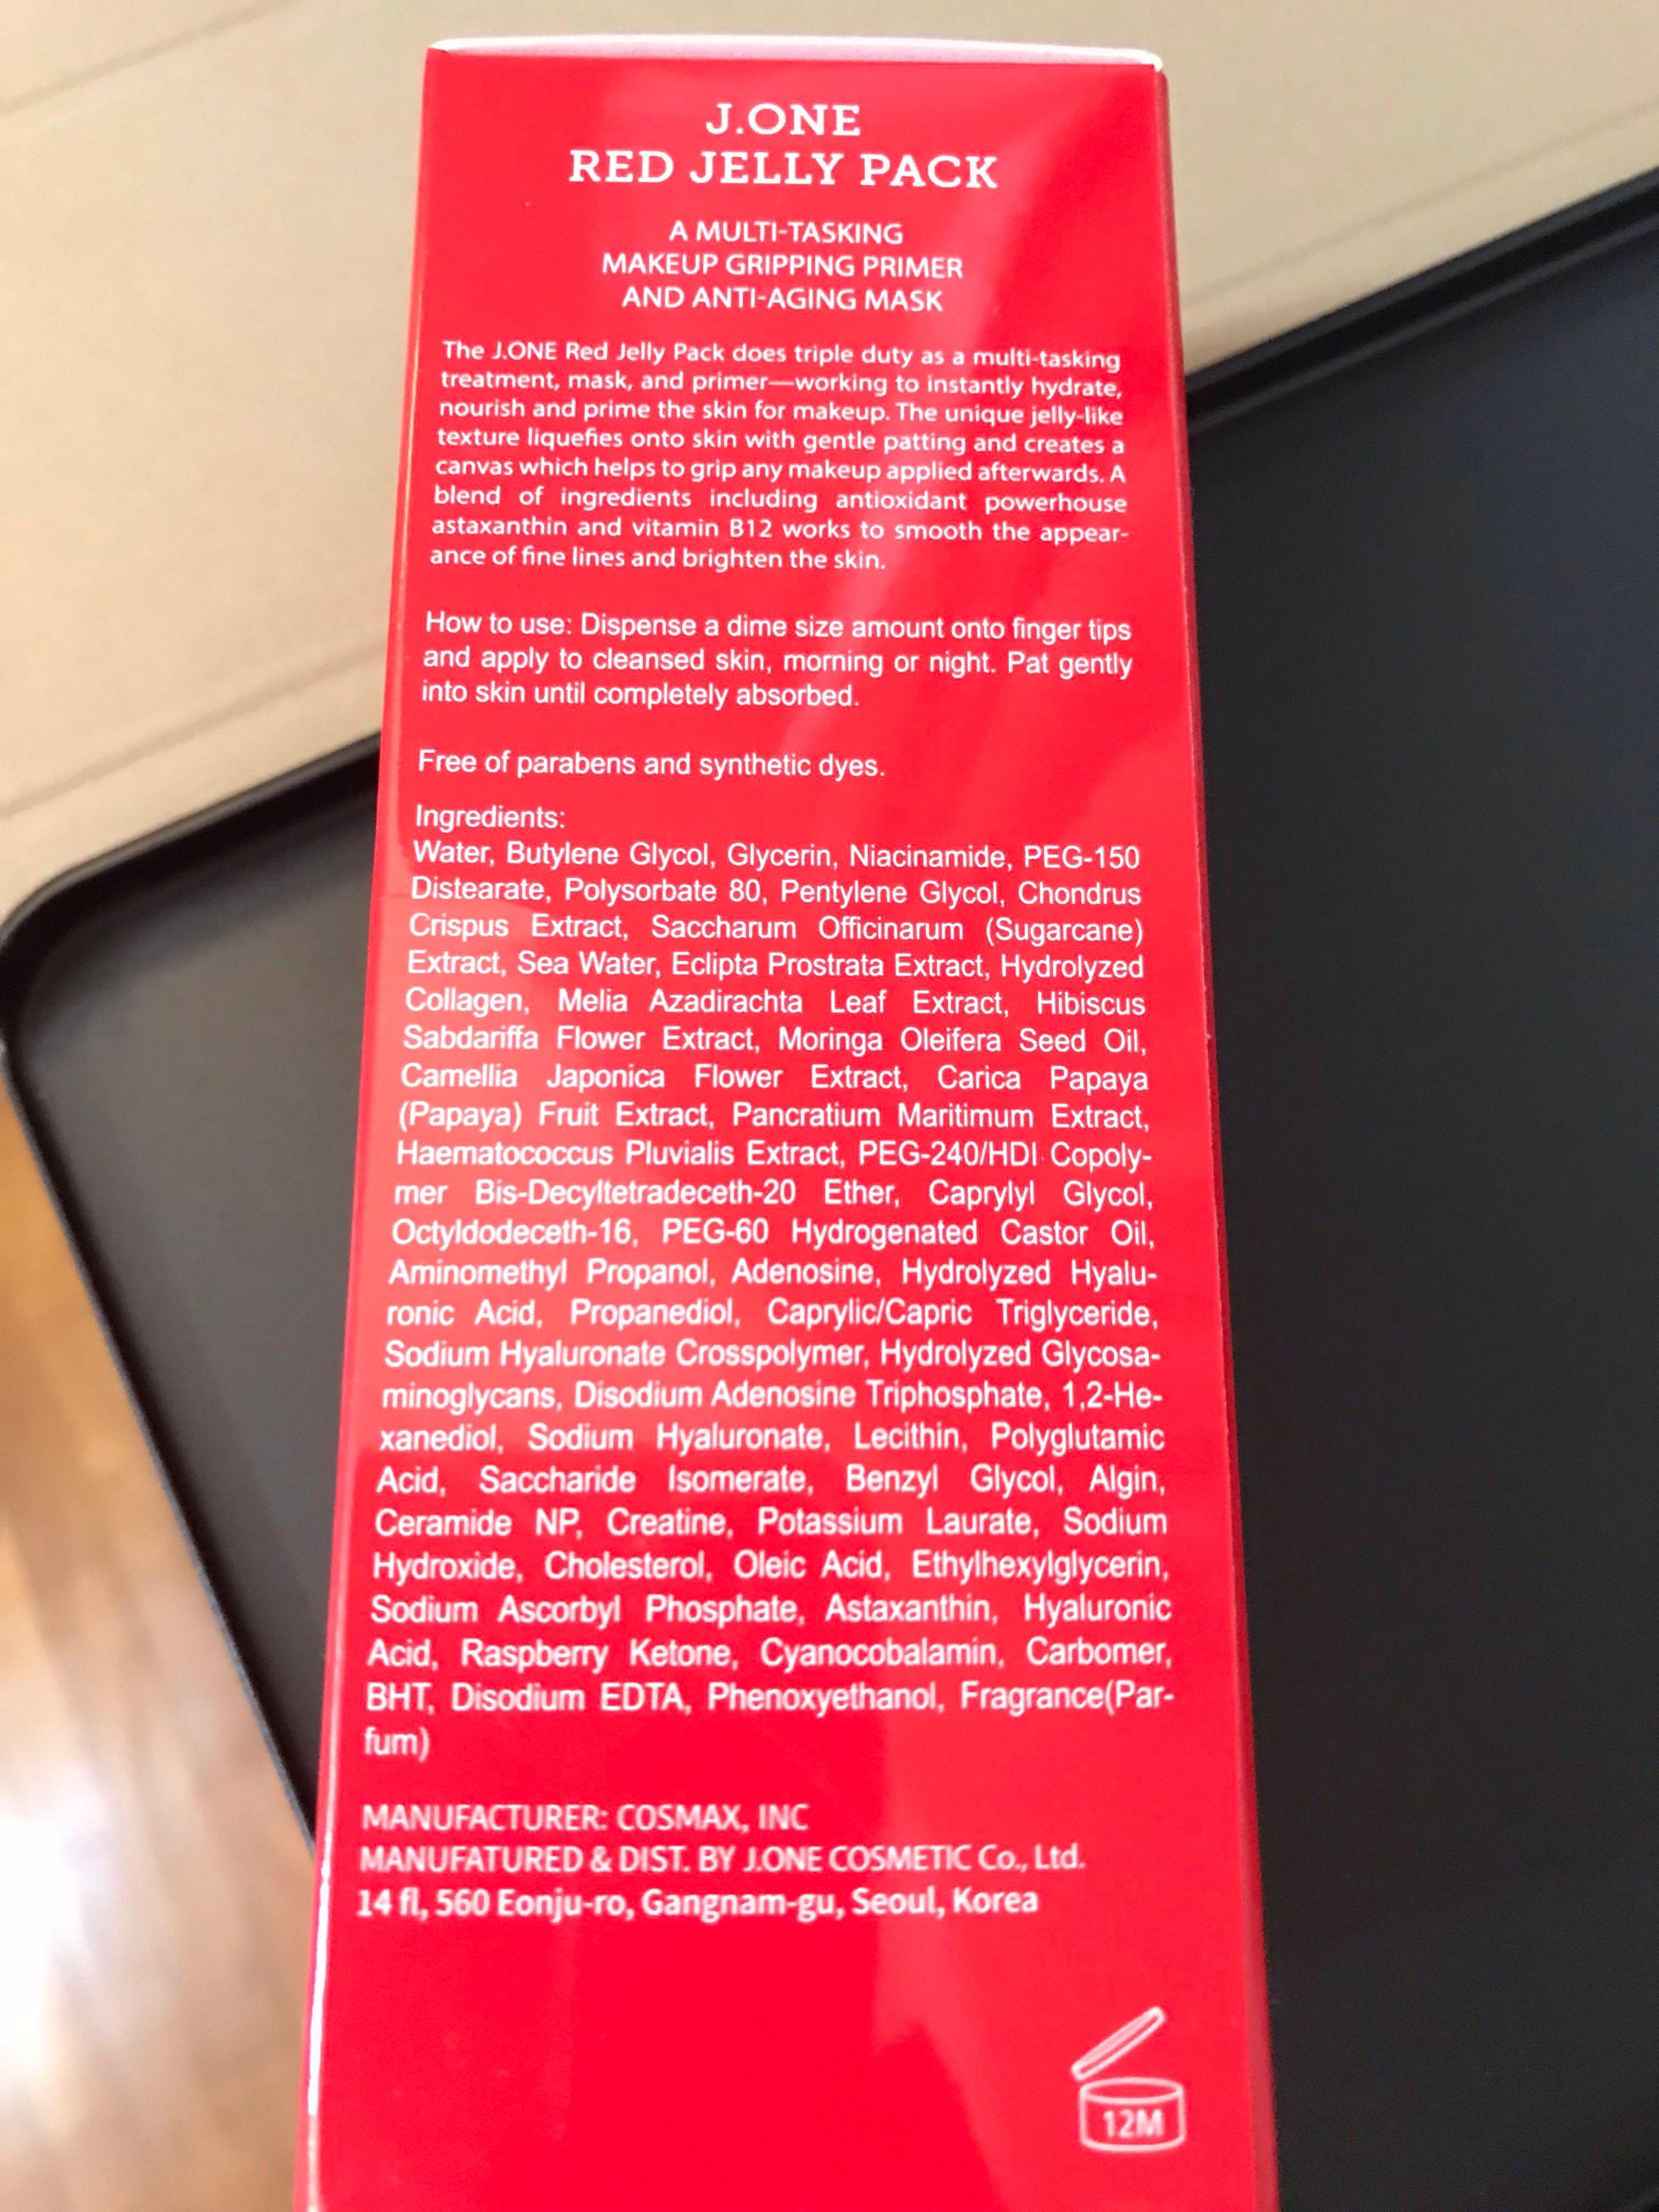 J.ONE
RED JELLY PACK
A MULTI-TASKING
MAKEUP GRIPPING PRIMER
AND ANTI-AGING MASK
The J.ONE Red Jelly Pack does triple duty as a multi-tasking
treatment, mask, and primer—working to instantly hydrate,
nourish and prime the skin for makeup. The unique jelly-like
texture liquefies onto skin with gentle patting and creates a
canvas which helps to grip any makeup applied afterwards. A
blend of ingredients including antioxidant powerhouse
astaxanthin and vitamin B12 works to smooth the appear-
ance of fine lines and brighten the skin.
How to use: Dispense a dime size amount onto finger tips
and apply to cleansed skin, morning or night. Pat gently
into skin until completely absorbed.
Free of parabens and synthetic dyes.
Ingredients:
Water, Butylene Glycol, Glycerin, Niacinamide, PEG-150
Distearate, Polysorbate 80, Pentylene Glycol, Chondrus
Crispus Extract, Saccharum Officinarum (Sugarcane)
Extract, Sea Water, Eclipta Prostrata Extract, Hydrolyzed
Collagen, Melia Azadirachta Leaf Extract, Hibiscus
Sabdariffa Flower Extract, Moringa Oleifera Seed Oil,
Camellia Japonica Flower Extract, Carica Papaya
(Papaya) Fruit Extract, Pancratium Maritimum Extract,
Haematococcus Pluvialis Extract, PEG-240/HDI Copoly-
mer Bis-Decyltetradeceth-20 Ether, Caprylyl Glycol,
Octyldodeceth-16, PEG-60 Hydrogenated Castor Oil,
Aminomethyl Propanol, Adenosine, Hydrolyzed Hyalu-
ronic Acid, Propanediol, Caprylic/Capric Triglyceride,
Sodium Hyaluronate Crosspolymer, Hydrolyzed Glycosa-
minoglycans, Disodium Adenosine Triphosphate, 1,2-He-
xanediol, Sodium Hyaluronate, Lecithin, Polyglutamic
Acid, Saccharide Isomerate, Benzyl Glycol, Algin,
Ceramide NP, Creatine, Potassium Laurate, Sodium
Hydroxide, Cholesterol, Oleic Acid, Ethylhexylglycerin,
Sodium Ascorbyl Phosphate, Astaxanthin, Hyaluronic
Acid, Raspberry Ketone, Cyanocobalamin, Carbomer,
BHT, Disodium EDTA, Phenoxyethanol, Fragrance(Par-
fum)
MANUFACTURER: COSMAX, INC
MANUFATURED & DIST. BY J.ONE COSMETIC Co., Ltd.
14 fl, 560 Eonju-ro, Gangnam-gu, Seoul, Korea
12M